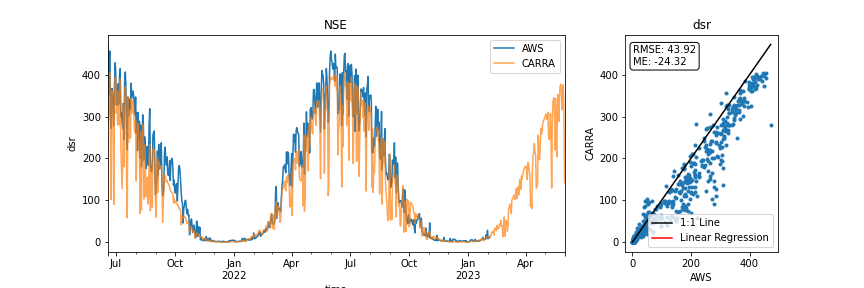 NSE
dsr
AWS
CARRA
400
300
200
100
0
Jul
Oct
Jan
2022
Apr
Jul
Oct
Jan
2023
Apr
time
dsr
dsr
RMSE: 43.92
ME: -24.32
CARRA
400
300
200
100
0
1:1 Line
Linear Regression
0
200
400
AWS